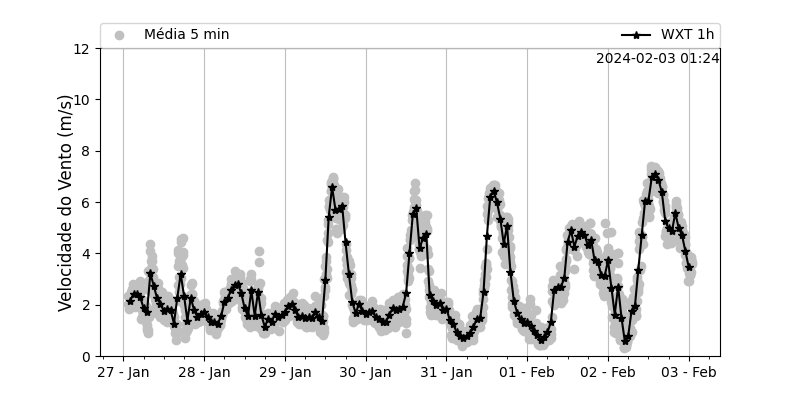 Média 5 min
WXT 1h
2024-02-03 01:24
Velocidade do Vento (m/s)
12
10
8
6
4
2
0
27 - Jan
28 - Jan
29 - Jan
30 - Jan
31 - Jan
01 - Feb
02 - Feb
03 - Feb